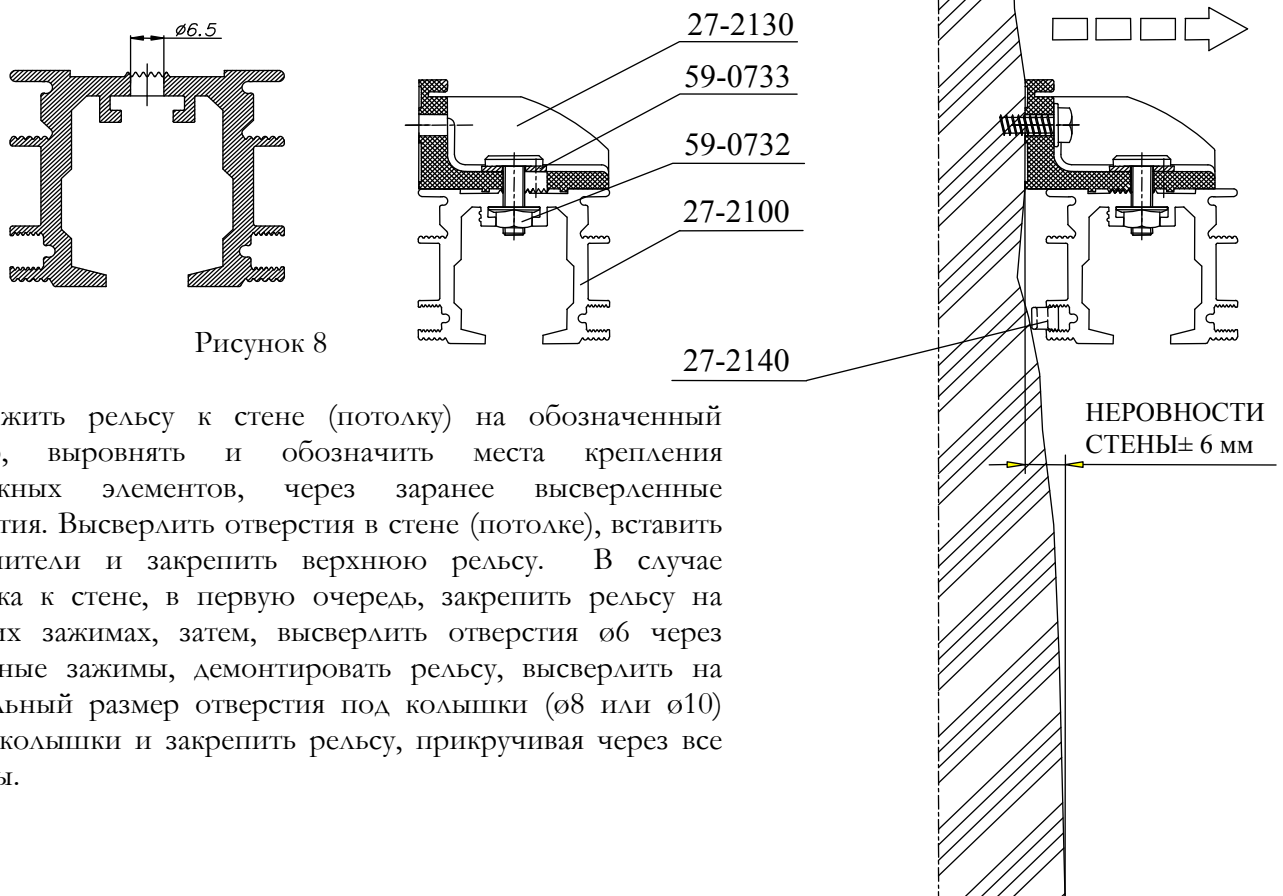 ø6.5
27-2130
59-0733
59-0732
27-2100
Рисунок 8
27-2140
НЕРОВНОСТИ
СТЕНЫ± 6 мм
жить рельсу к стене (потолку) на обозначенный
, выровнять и обозначить места крепления
жных элементов, через заранее высверленные
тия. Высверлить отверстия в стене (потолке), вставить
ители и закрепить верхнюю рельсу. В случае
ка к стене, в первую очередь, закрепить рельсу на
их зажимах, затем, высверлить отверстия ø6 через
ные зажимы, демонтировать рельсу, высверлить на
льный размер отверстия под колышки (ø8 или ø10)
колышки и закрепить рельсу, прикручивая через все
ы.